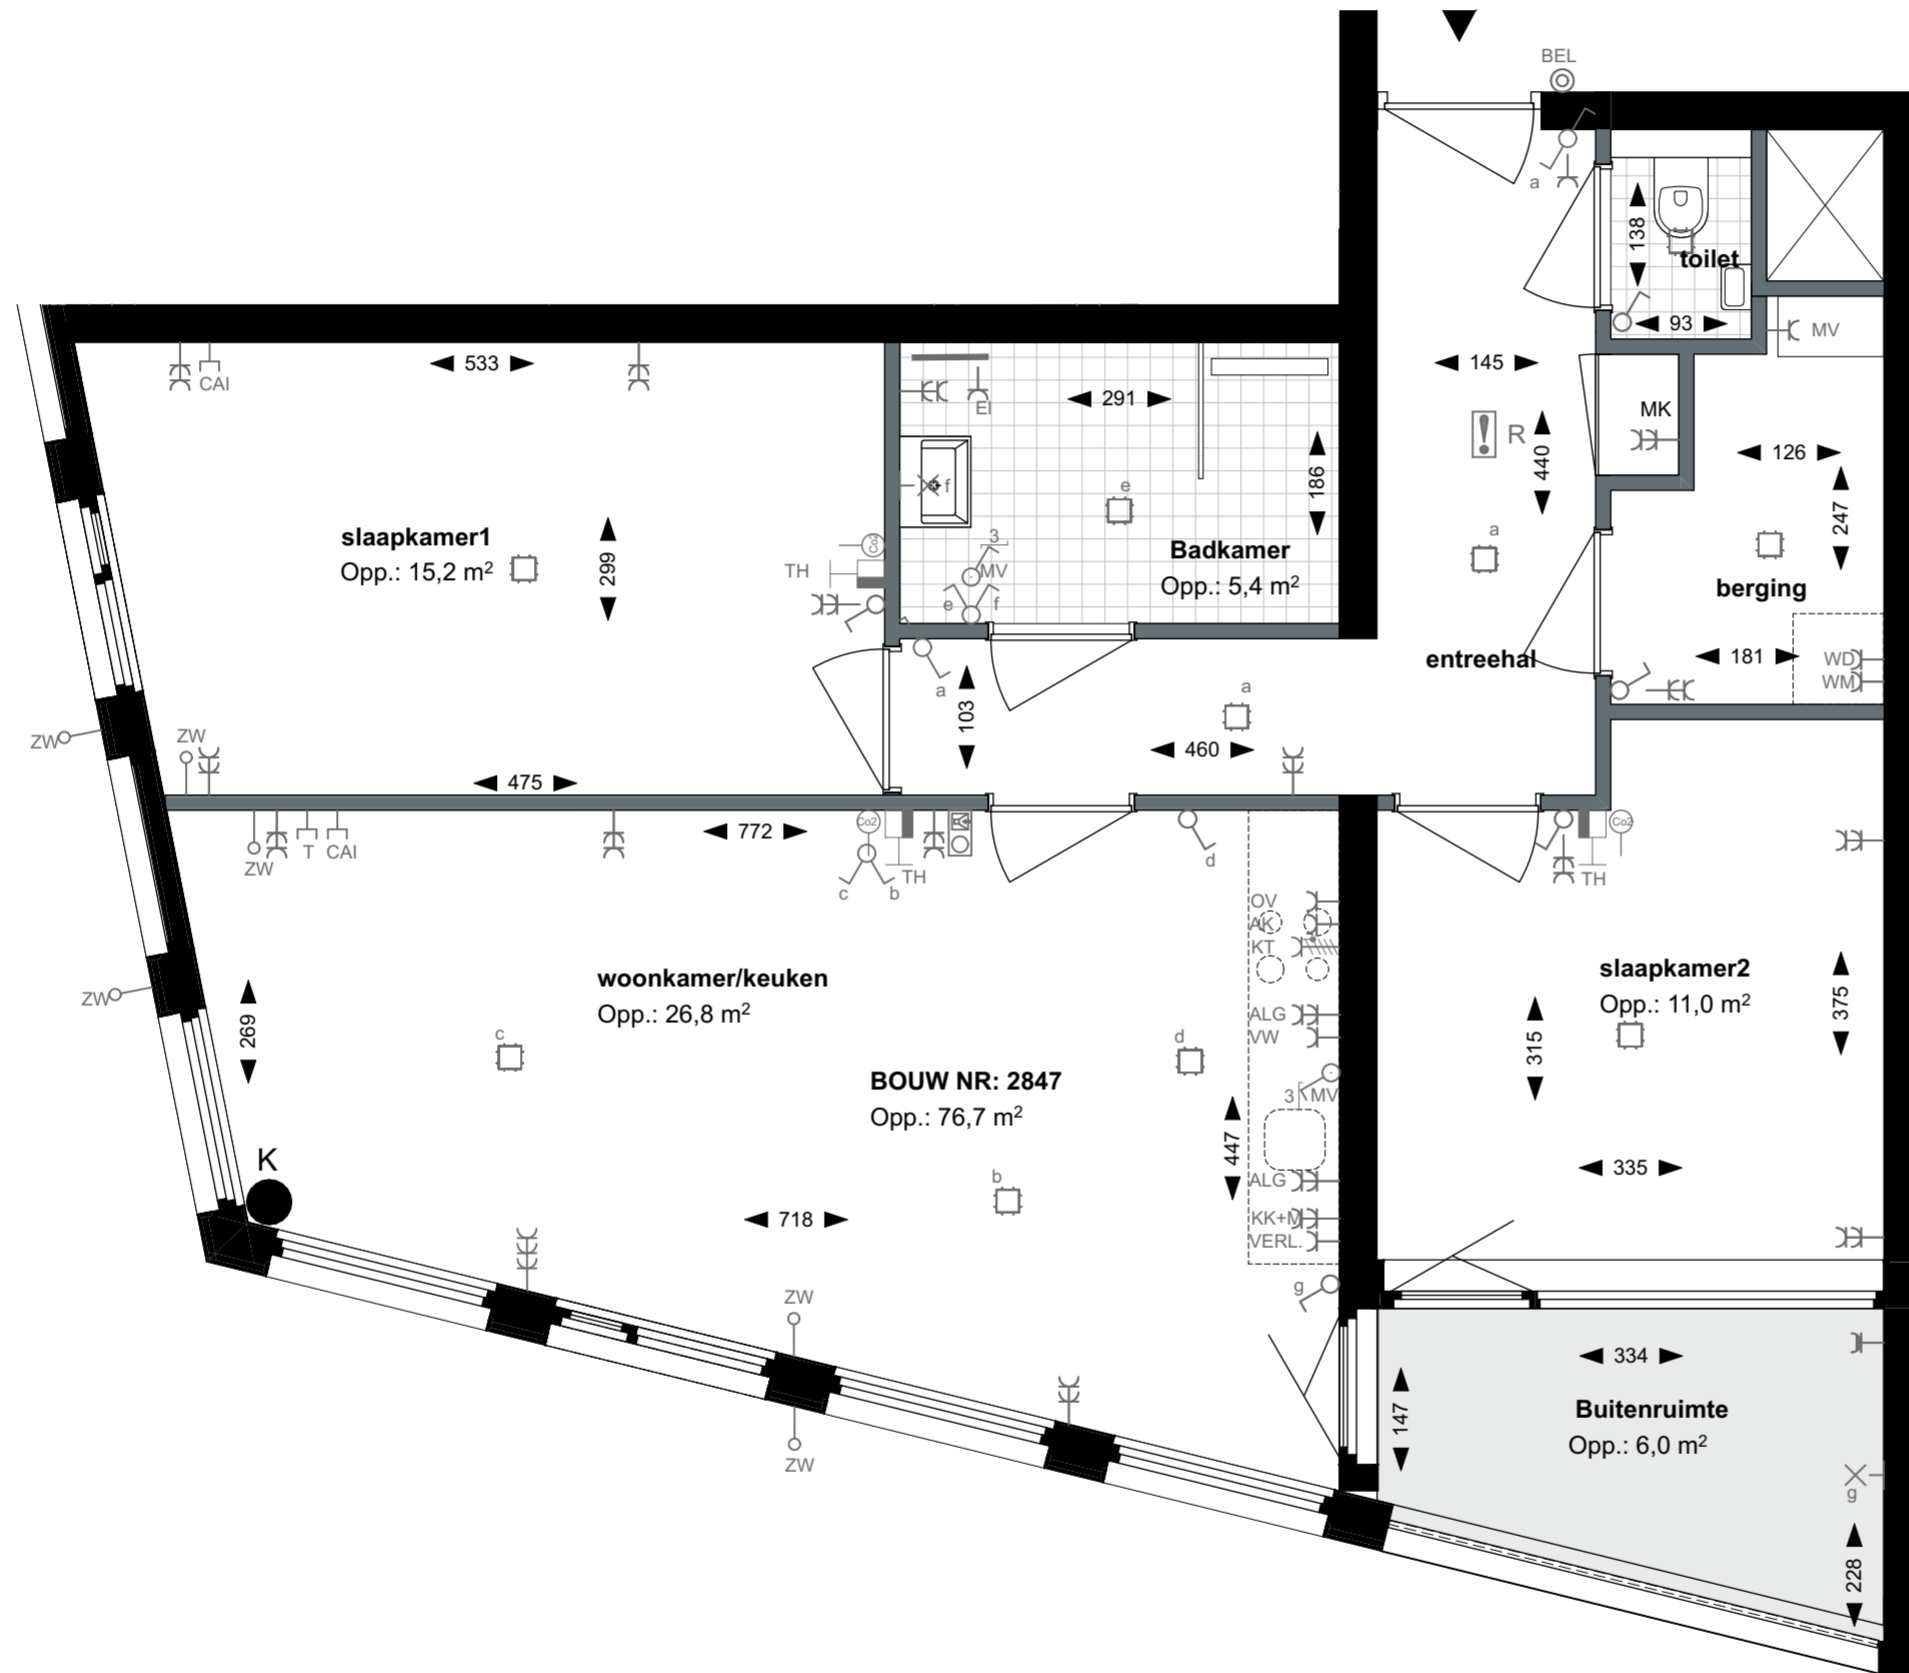 BEL
a
138
toilet
93
MV
533
CAI
145
MK
291
EI
R
440
126
186
247
f
e
a
slaapkamer1
Opp.: 15,2 m²
299
Co2
TH
3
MV
e
f
Badkamer
Opp.: 5,4 m²
berging
entreehal
181
WD
WM
a
103
a
ZW
ZW
460
475
772
ZW
T
CAI
Co2
TH
c
b
d
Co2
TH
OV
AK
KT
woonkamer/keuken
Opp.: 26,8 m²
slaapkamer2
Opp.: 11,0 m²
375
ZW
269
ALG
VW
c
d
315
BOUW NR: 2847
Opp.: 76,7 m²
3
MV
447
K
335
b
ALG
718
KK+M
VERL.
g
ZW
334
147
Buitenruimte
Opp.: 6,0 m²
ZW
g
228